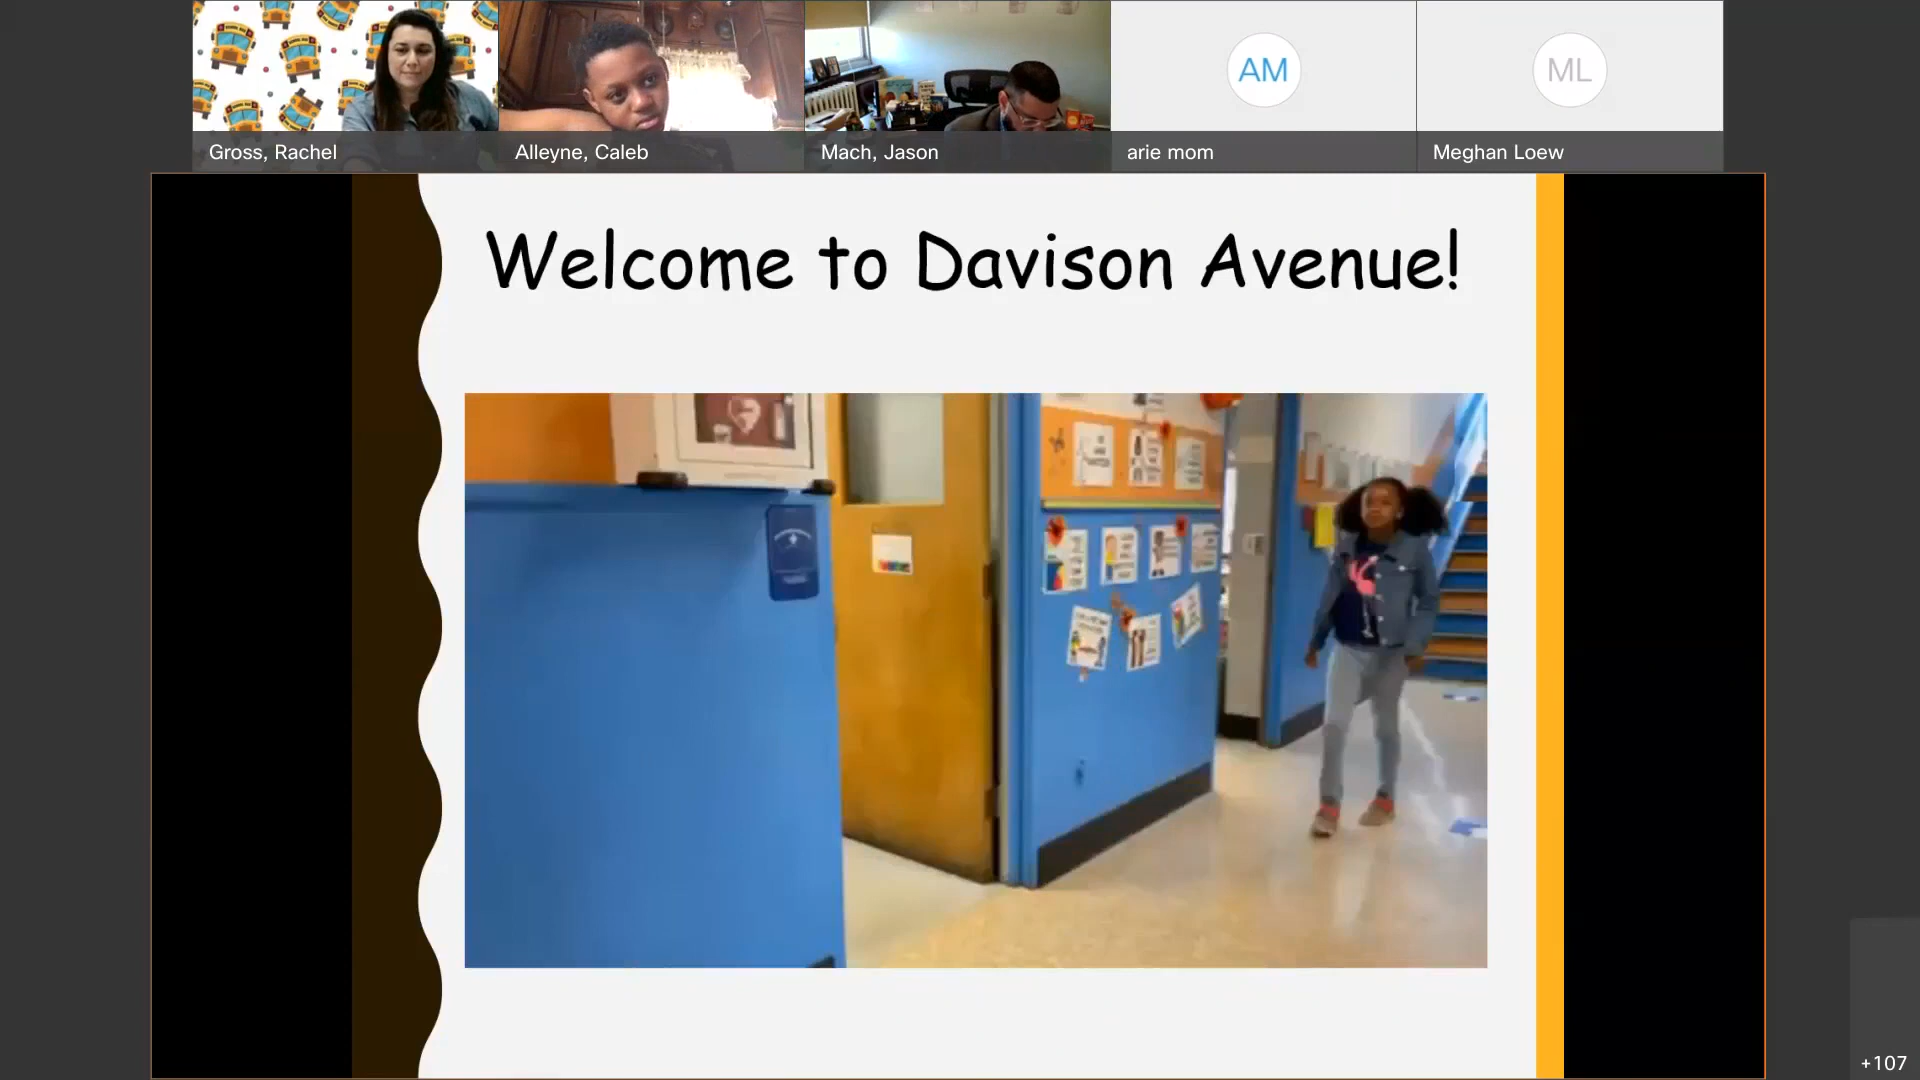 Gross, Rachel
Alleyne, Caleb
Mach, Jason
AM
arie mom
ML
Meghan Loew
Welcome to Davison Avenue!
+107